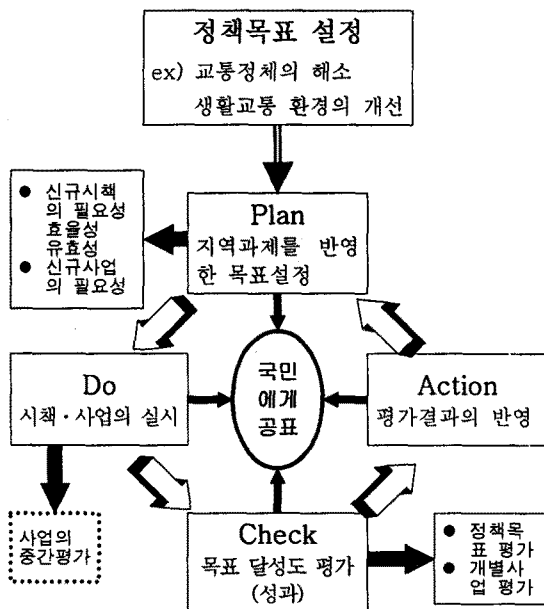 정책목표 설정
ex) 교통정체의 해소
생활교통 환경의 개선
● 신규시책
의 필요성
효율성
유효성
● 신규사업
의 필요성
Plan
지역과제를 반영
한 목표설정
Do
시책·사업의 실시
국민
에게
공표
Action
평가결과의 반영
사업의
중간평가
Check
목표 달성도 평가
(성과)
● 정책목
표 평가
● 개별사
업 평가